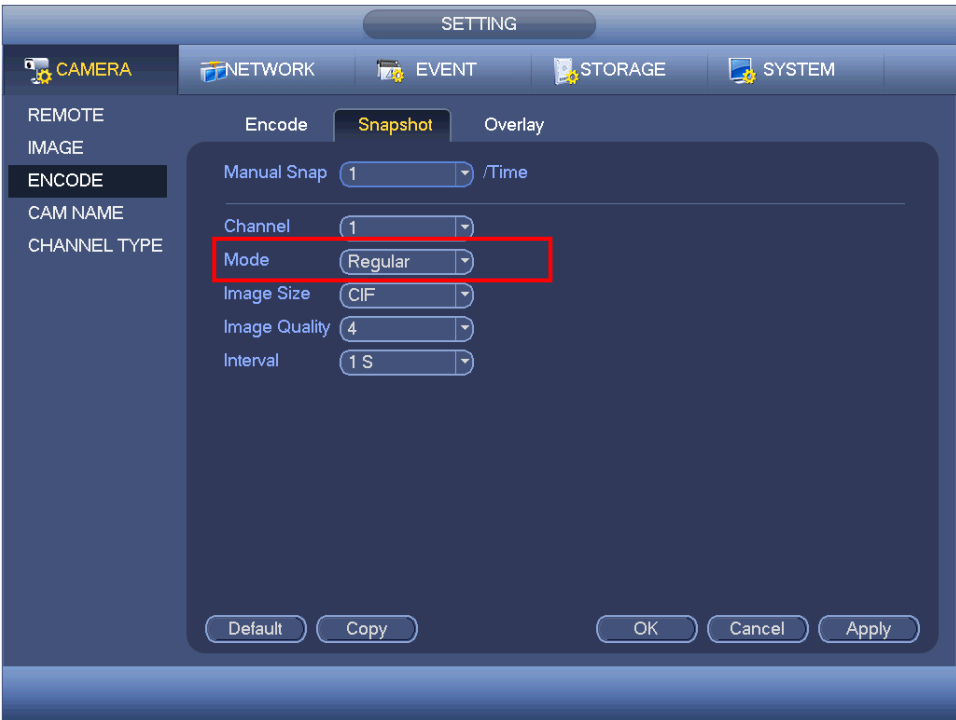 SETTING
CAMERA NETWORK EVENT STORAGE SYSTEM
REMOTE
IMAGE
ENCODE
CAM NAME
CHANNEL TYPE
Encode Snapshot Overlay
Manual Snap 1 /Time
Channel 1
Mode Regular
Image Size CIF
Image Quality 4
Interval 1 S
Default Copy OK Cancel Apply